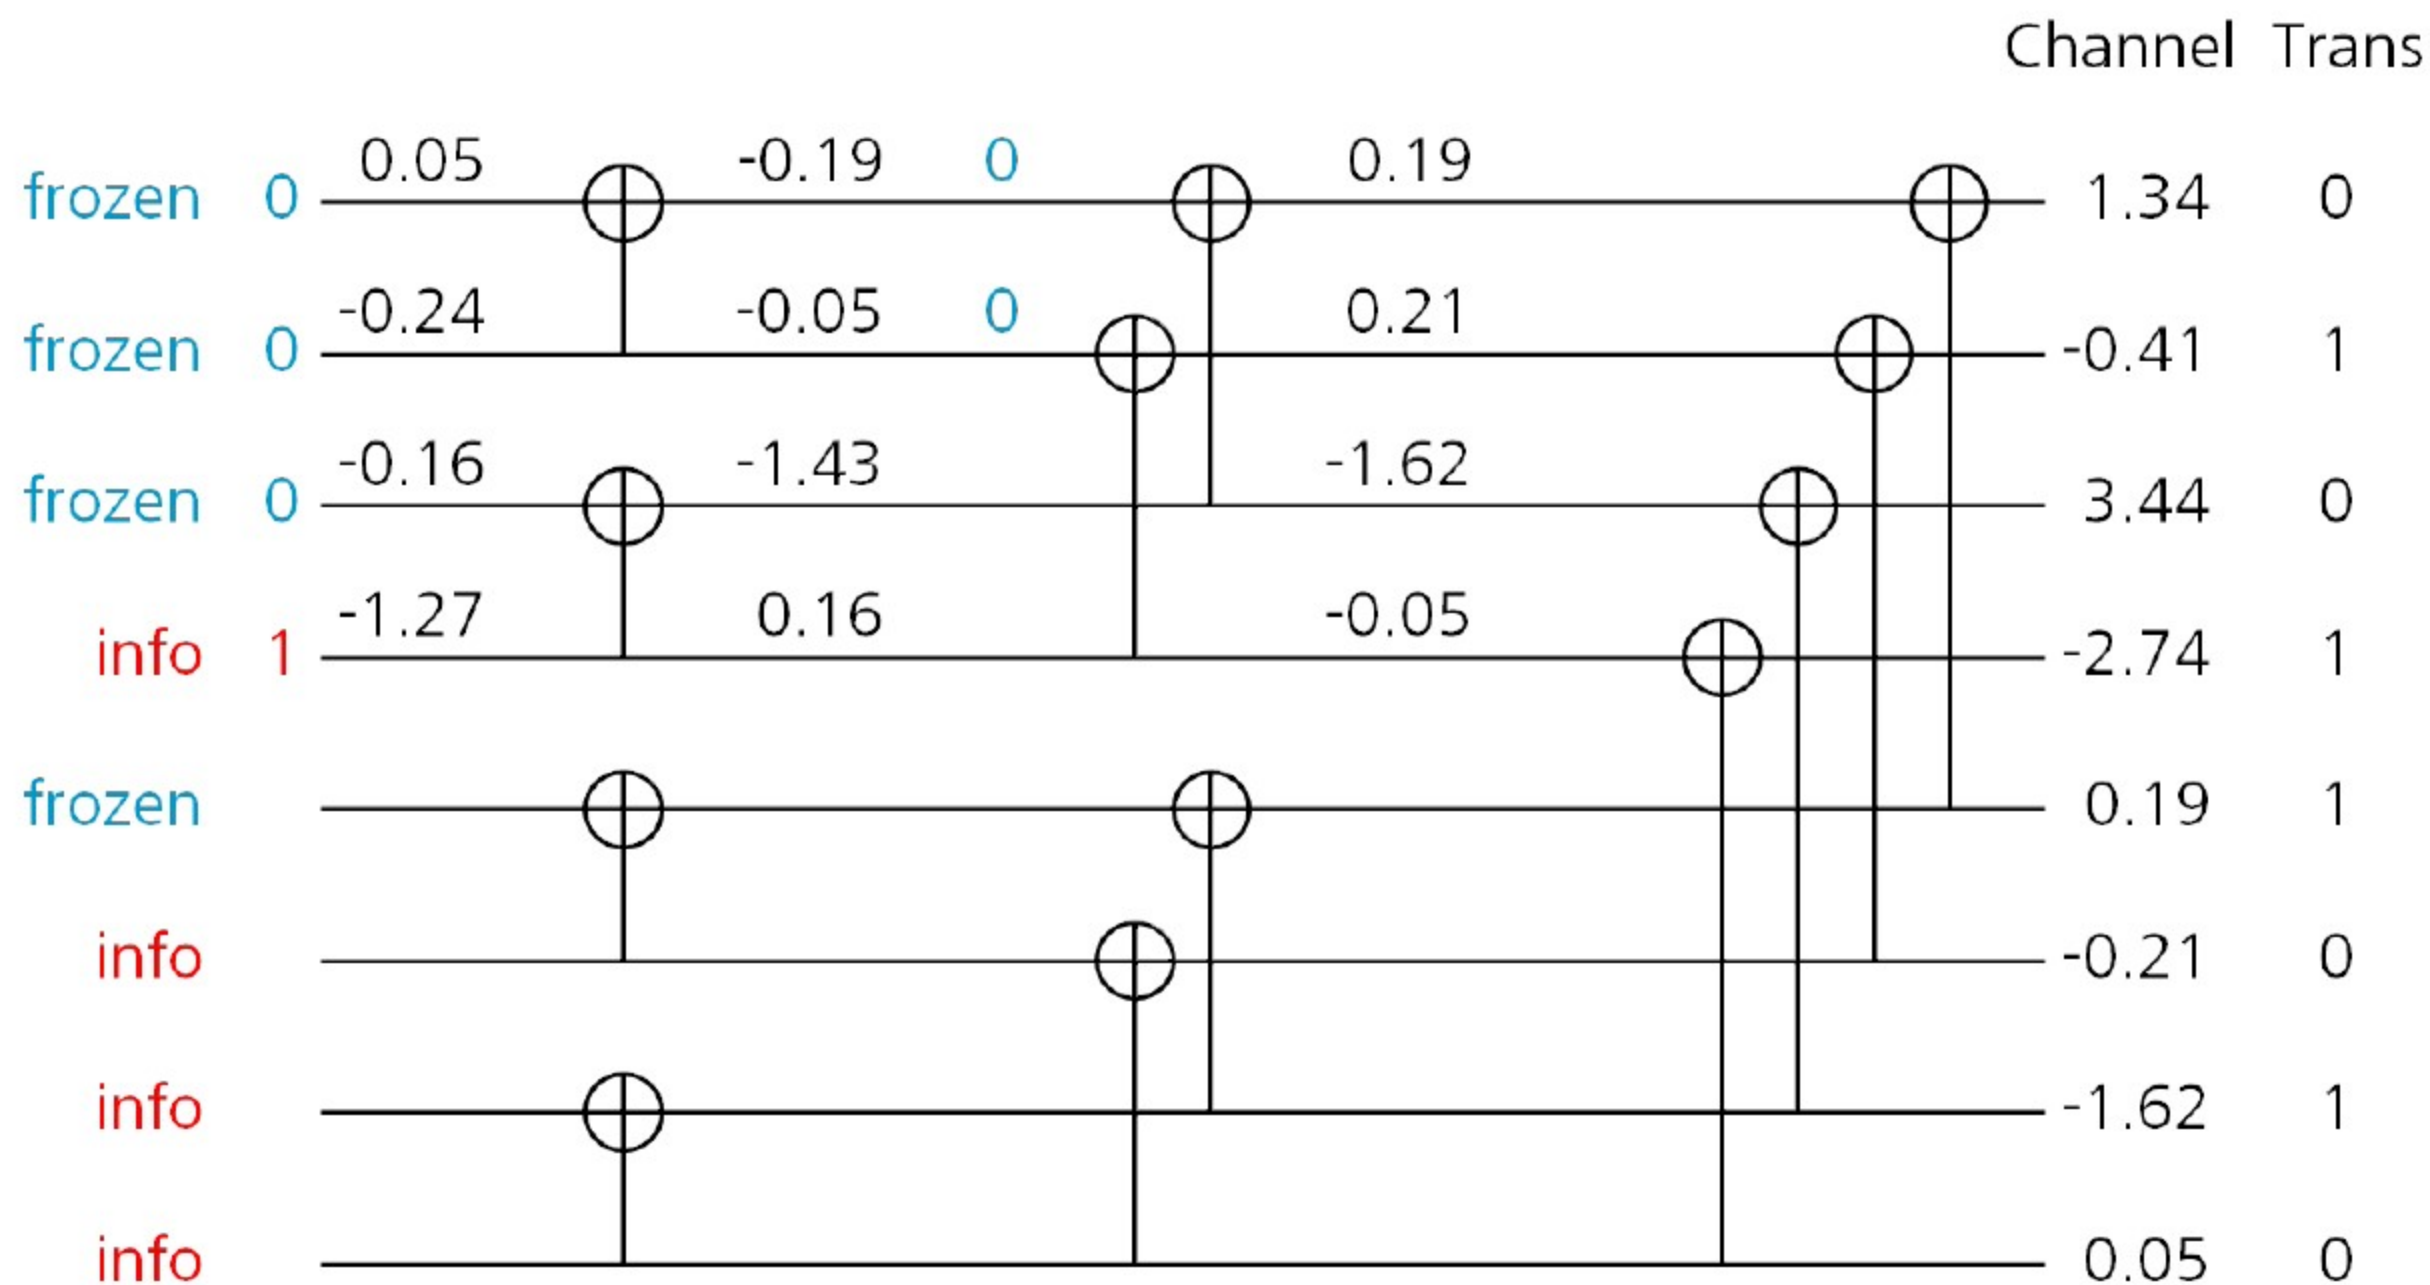 Channel Trans
frozen 0 0.05 -0.19 0 0.19 1.34 0
frozen 0 -0.24 -0.05 0 0.21 -0.41 1
frozen 0 -0.16 -1.43 -1.62 3.44 0
info 1 -1.27 0.16 -0.05 -2.74 1
frozen 0.19 1
info -0.21 0
info -1.62 1
info 0.05 0